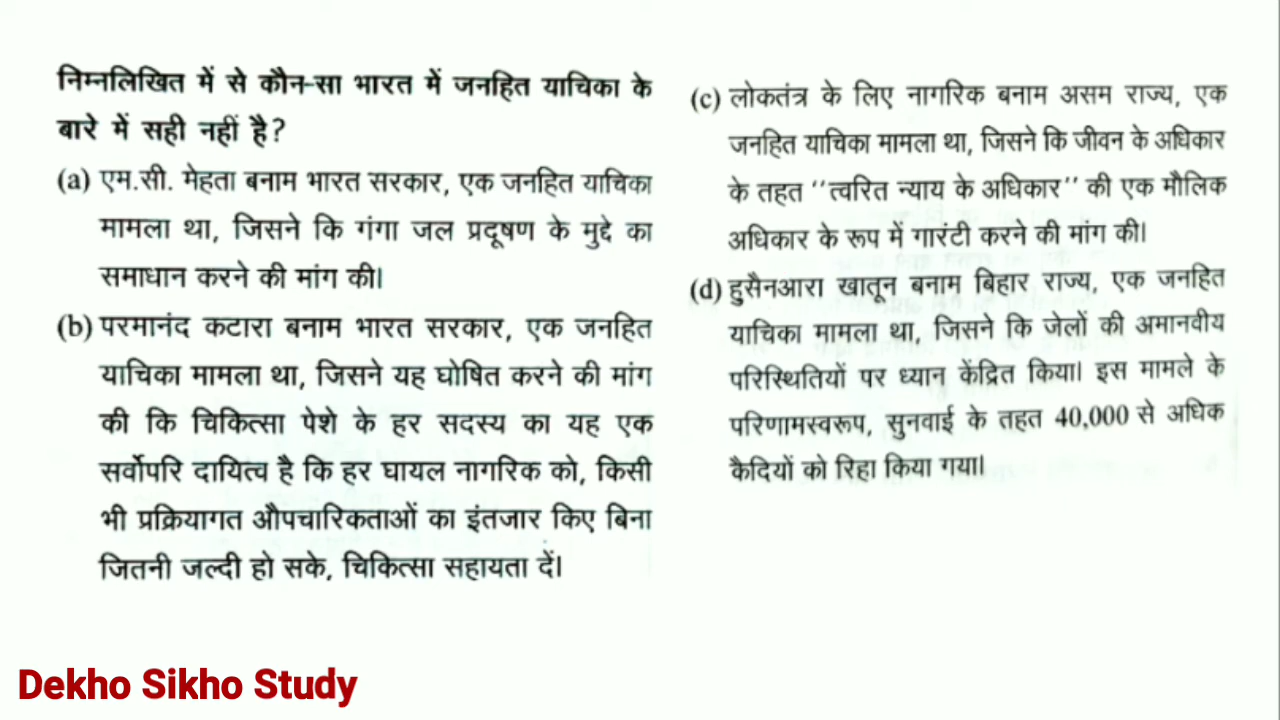 निम्नलिखित में से कौन-सा भारत में जनहित याचिका के
बारे में सही नहीं है?
(a) एम.सी. मेहता बनाम भारत सरकार, एक जनहित याचिका
मामला था, जिसने कि गंगा जल प्रदूषण के मुद्दे का
समाधान करने की मांग की।
(b) परमानंद कटारा बनाम भारत सरकार, एक जनहित
याचिका मामला था, जिसने यह घोषित करने की मांग
की कि चिकित्सा पेशे के हर सदस्य का यह एक
सर्वोपरि दायित्व है कि हर घायल नागरिक को, किसी
भी प्रक्रियागत औपचारिकताओं का इंतजार किए बिना
जितनी जल्दी हो सके, चिकित्सा सहायता दें।
(c) लोकतंत्र के लिए नागरिक बनाम असम राज्य, एक
जनहित याचिका मामला था, जिसने कि जीवन के अधिकार
के तहत ‘‘त्वरित न्याय के अधिकार’’ की एक मौलिक
अधिकार के रूप में गारंटी करने की मांग की।
(d) हुसैनआरा खातून बनाम बिहार राज्य, एक जनहित
याचिका मामला था, जिसने कि जेलों की अमानवीय
परिस्थितियों पर ध्यान केंद्रित किया। इस मामले के
परिणामस्वरूप, सुनवाई के तहत 40,000 से अधिक
कैदियों को रिहा किया गया।
Dekho Sikho Study